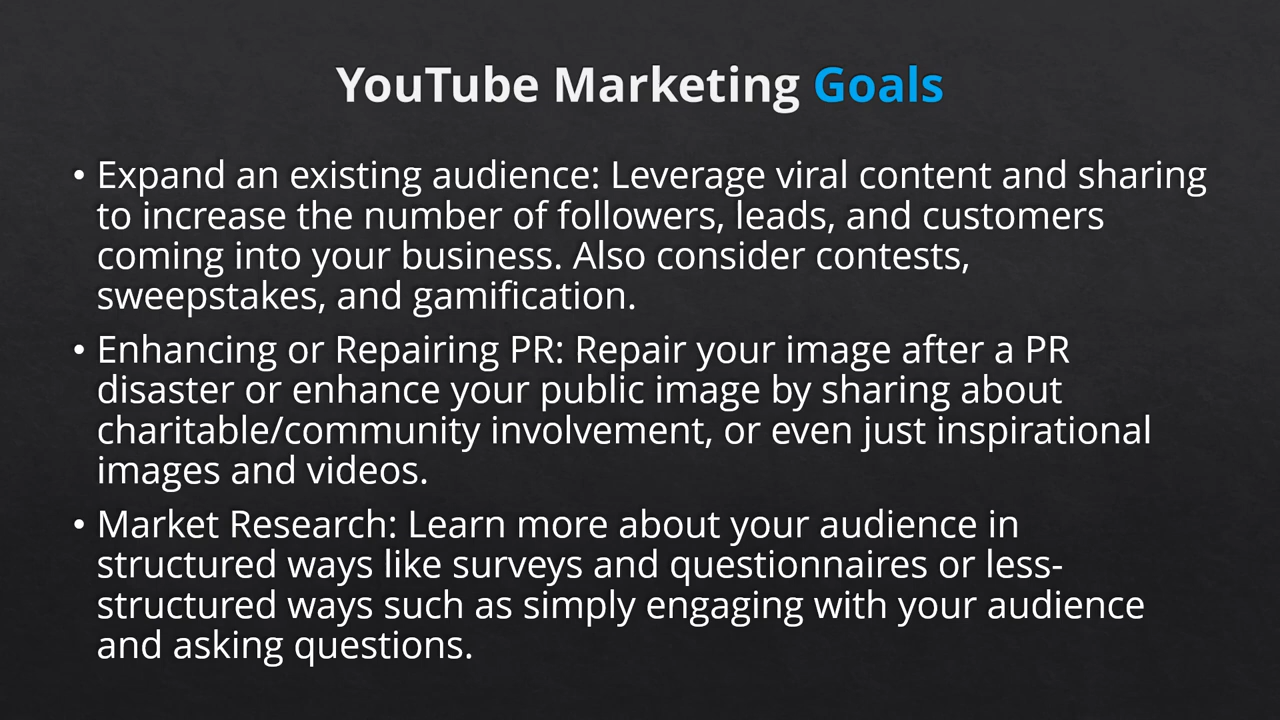 YouTube Marketing Goals
• Expand an existing audience: Leverage viral content and sharing
to increase the number of followers, leads, and customers
coming into your business. Also consider contests,
sweepstakes, and gamification.
• Enhancing or Repairing PR: Repair your image after a PR
disaster or enhance your public image by sharing about
charitable/community involvement, or even just inspirational
images and videos.
• Market Research: Learn more about your audience in
structured ways like surveys and questionnaires or less-
structured ways such as simply engaging with your audience
and asking questions.